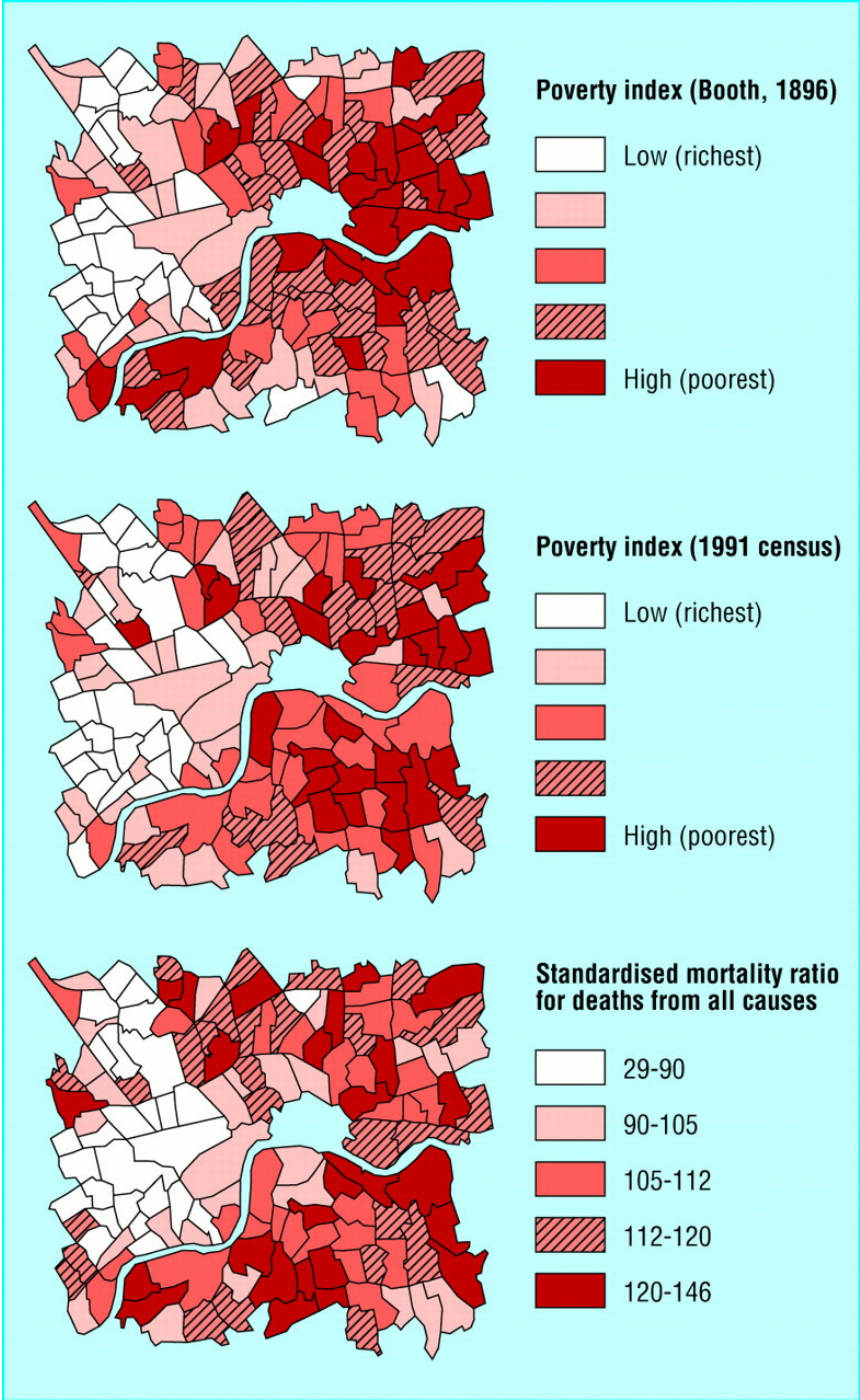 Poverty index (Booth, 1896)
Low (richest)
High (poorest)
Poverty index (1991 census)
Low (richest)
High (poorest)
Standardised mortality ratio
for deaths from all causes
29-90
90-105
105-112
112-120
120-146